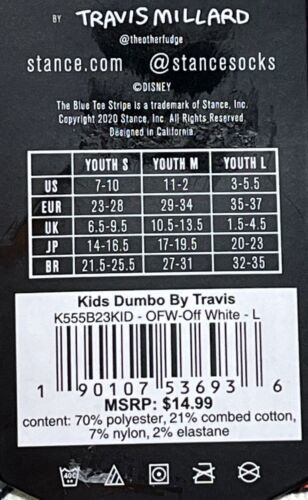 BY TRAVIS MILLARD
@theotherfudge
stance.com @stancesocks
©DISNEY
The Blue Toe Stripe is a trademark of Stance, Inc.
Copyright 2020 Stance, Inc. All Rights Reserved.
Designed in California.
YOUTH S YOUTH M YOUTH L
US 7-10 11-2 3-5.5
EUR 23-28 29-34 35-37
UK 6.5-9.5 10.5-13.5 1.5-4.5
JP 14-16.5 17-19.5 20-23
BR 21.5-25.5 27-31 32-35
Kids Dumbo By Travis
K555B23KID - OFW-Off White - L
1 90107 53693 6
MSRP: $14.99
content: 70% polyester, 21% combed cotton,
7% nylon, 2% elastane
40C